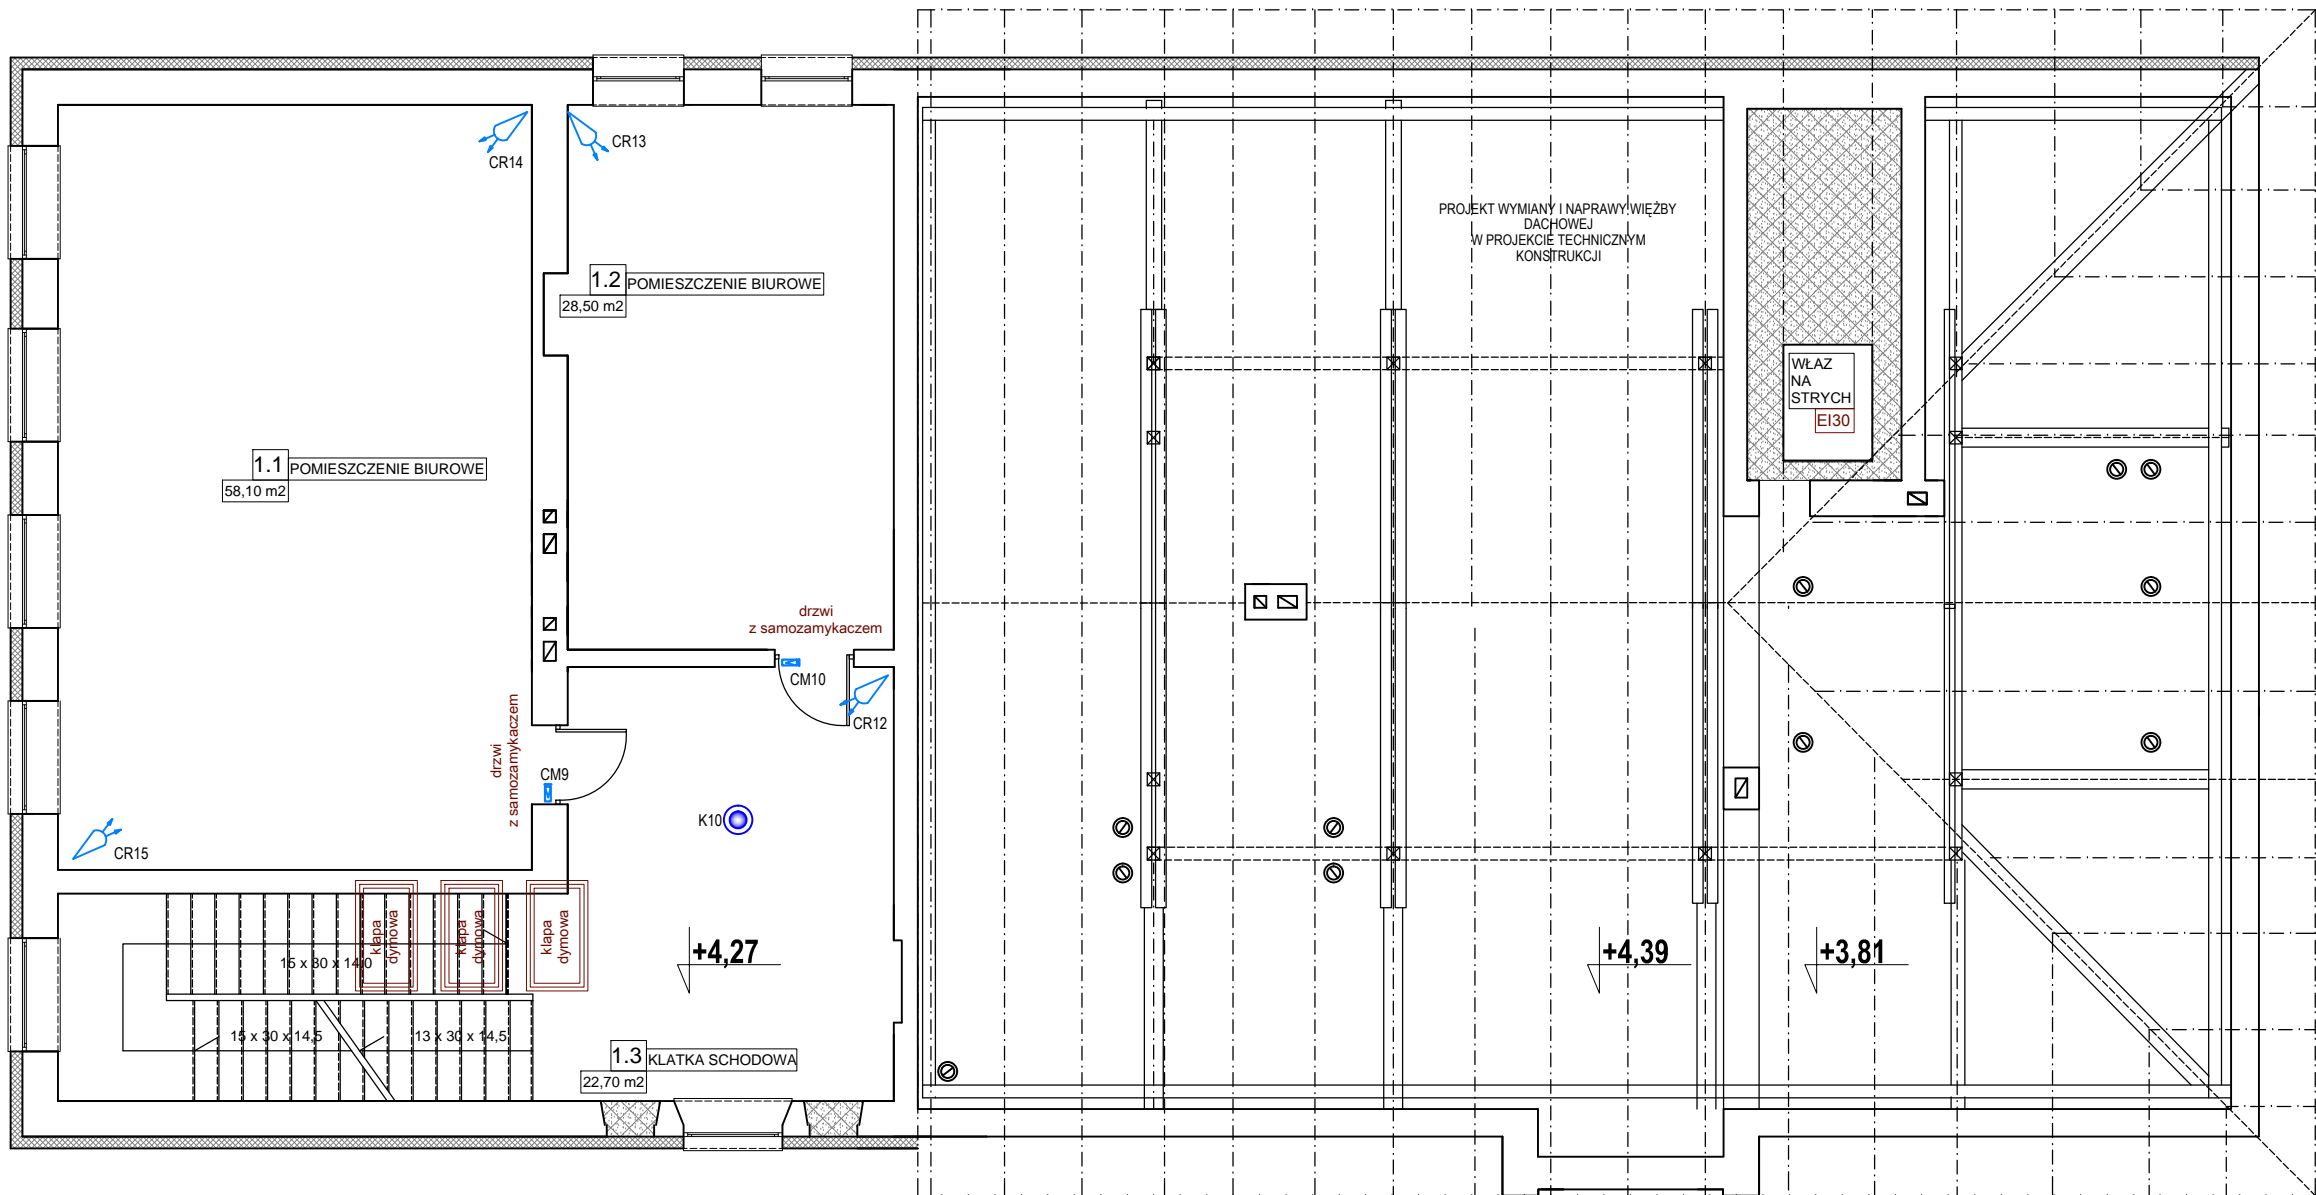 CR14
CR13
PROJEKT WYMIANY I NAPRAWY WIĘŹBY
DACHOWEJ
W PROJEKCIE TECHNICZNYM
KONSTRUKCJI
1.2 POMIESZCZENIE BIUROWE
28,50 m2
WŁAZ
NA
STRYCH
EI30
1.1 POMIESZCZENIE BIUROWE
58,10 m2
drzwi
z samozamykaczem
CM10
CR12
drzwi
z samozamykaczem
CM9
K10
CR15
klapa
dymowa
klapa
dymowa
klapa
dymowa
15 x 30 x 14,0
+4,27
+4,39
+3,81
15 x 30 x 14,5
13 x 30 x 14,5
1.3 KLATKA SCHODOWA
22,70 m2